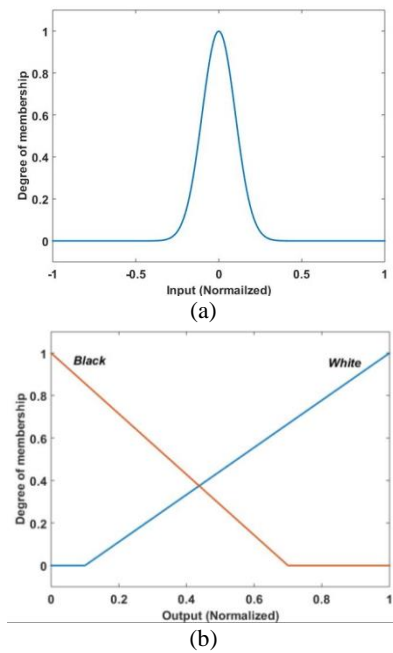 1
0.8
0.6
0.4
0.2
0
Degree of membership
-1 -0.5 0 0.5 1
Input (Normailzed)
(a)
Black White
1
0.8
0.6
0.4
0.2
0
Degree of membership
0 0.2 0.4 0.6 0.8 1
Output (Normalized)
(b)